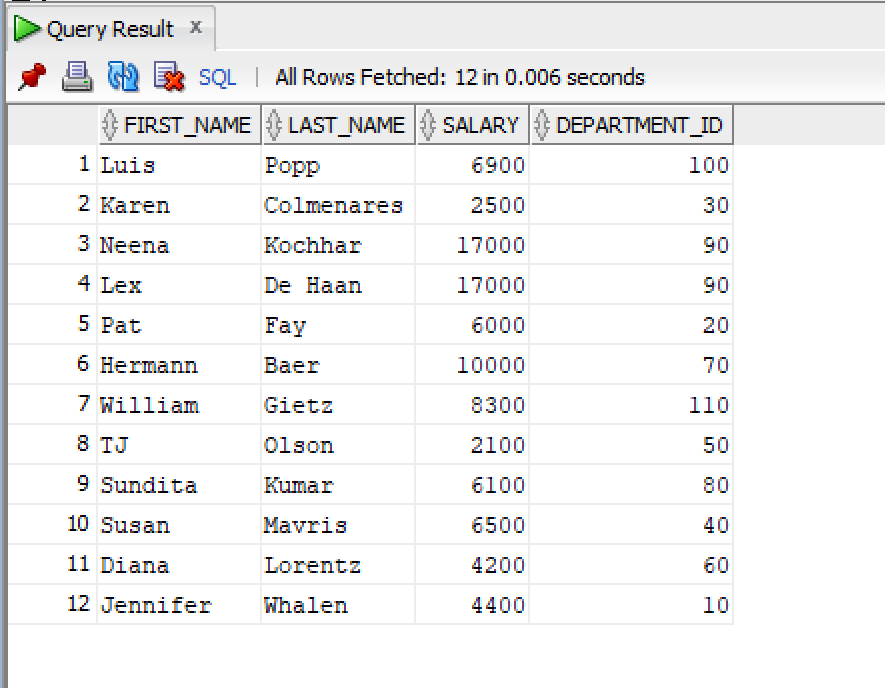 Query Result x
SQL | All Rows Fetched: 12 in 0.006 seconds
FIRST_NAME LAST_NAME SALARY DEPARTMENT_ID
1 Luis Popp 6900 100
2 Karen Colmenares 2500 30
3 Neena Kochhar 17000 90
4 Lex De Haan 17000 90
5 Pat Fay 6000 20
6 Hermann Baer 10000 70
7 William Gietz 8300 110
8 TJ Olson 2100 50
9 Sundita Kumar 6100 80
10 Susan Mavris 6500 40
11 Diana Lorentz 4200 60
12 Jennifer Whalen 4400 10